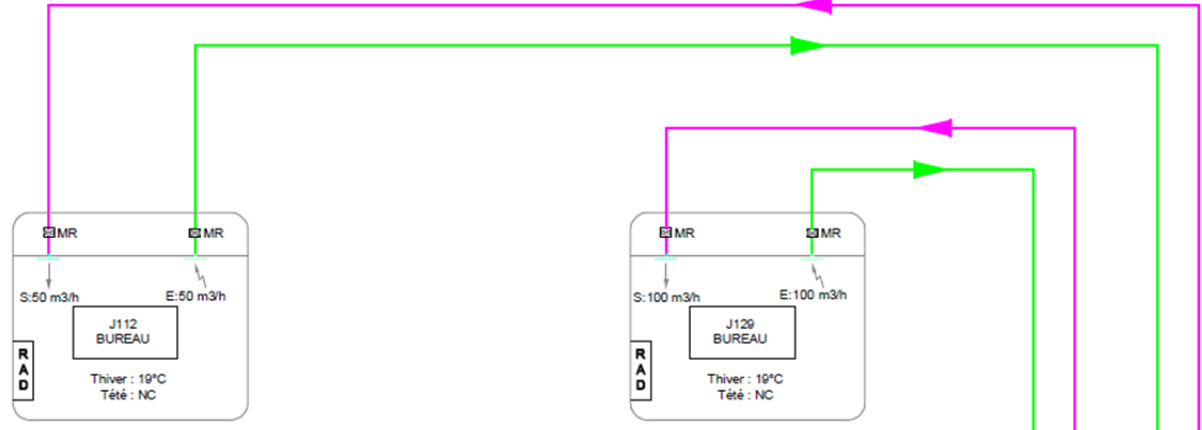 MR
MR
S:50 m3/h
E:50 m3/h
J112
BUREAU
RAD
Thiver : 19°C
Tété : NC
MR
MR
S:100 m3/h
E:100 m3/h
J129
BUREAU
RAD
Thiver : 19°C
Tété : NC